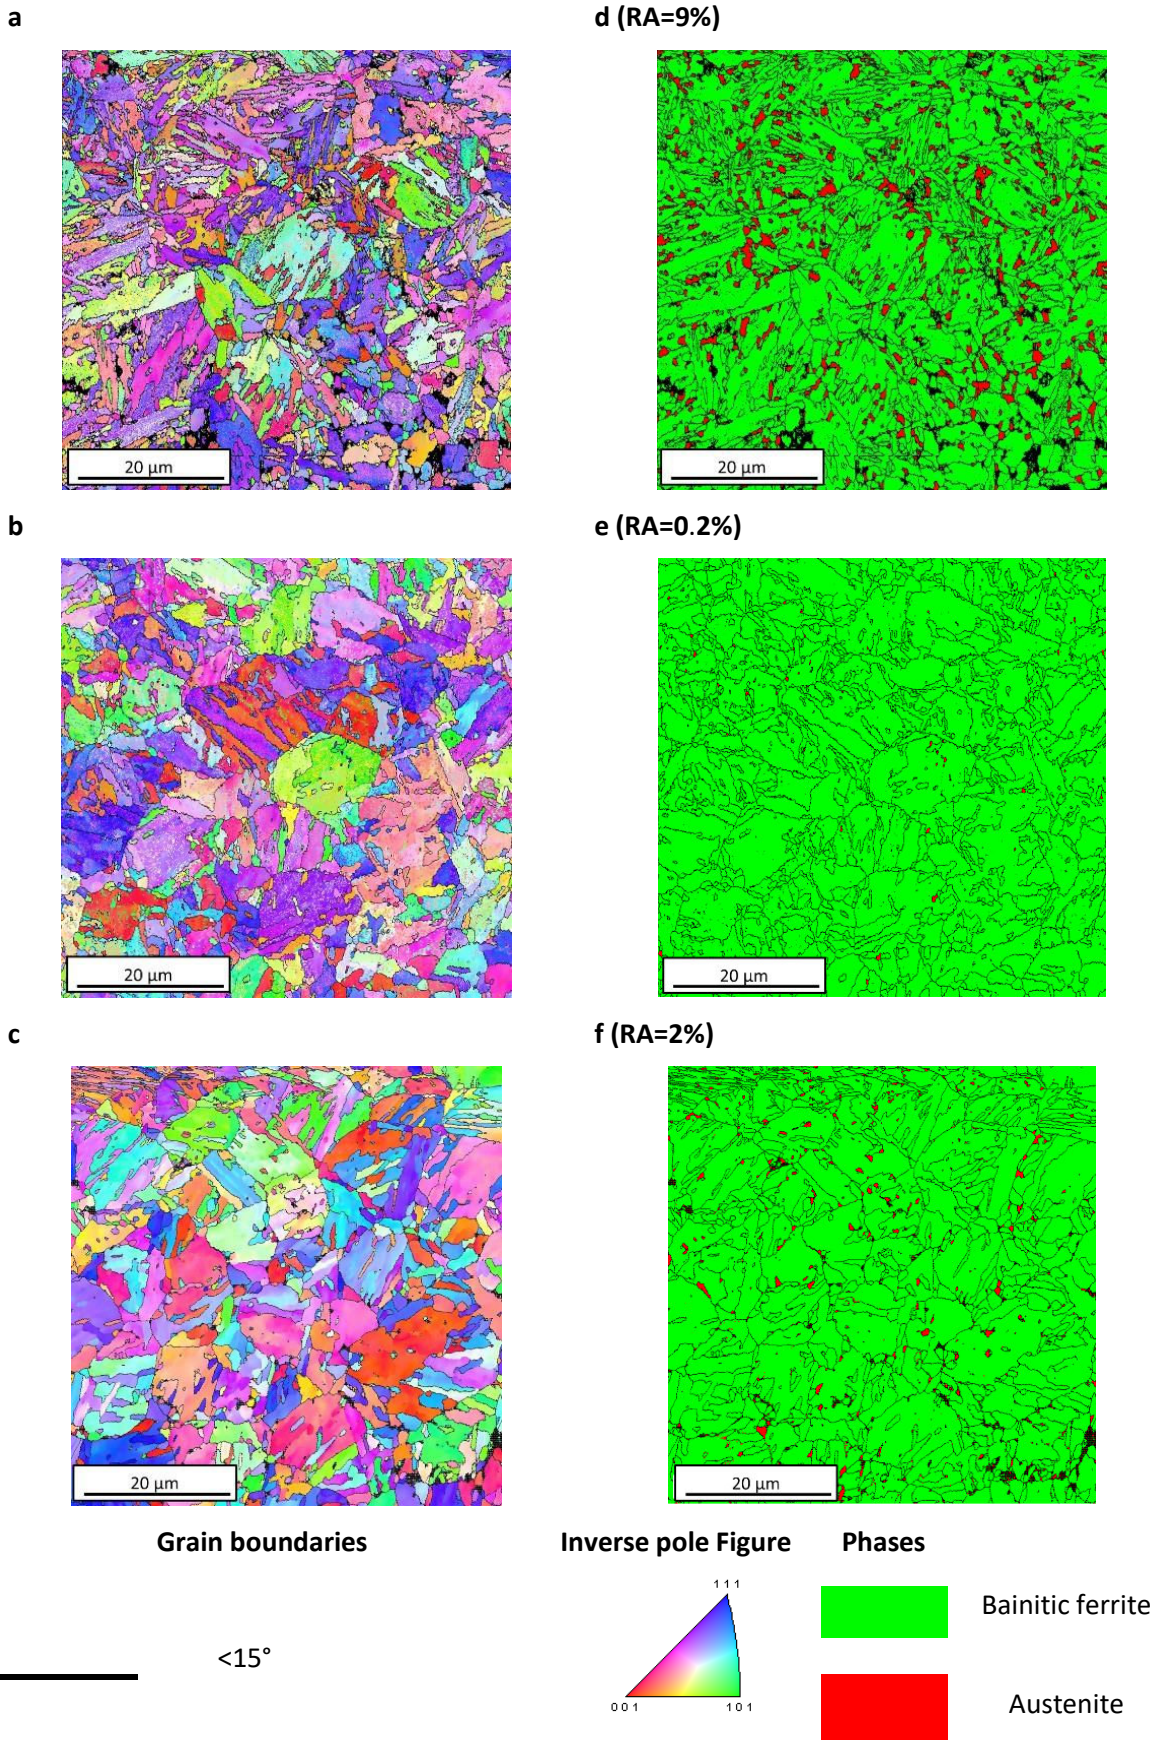 a
d (RA=9%)
20 µm
20 µm
b
e (RA=0.2%)
20 µm
20 µm
c
f (RA=2%)
20 µm
20 µm
Grain boundaries
Inverse pole Figure
Phases
111
Bainitic ferrite
<15°
001
101
Austenite